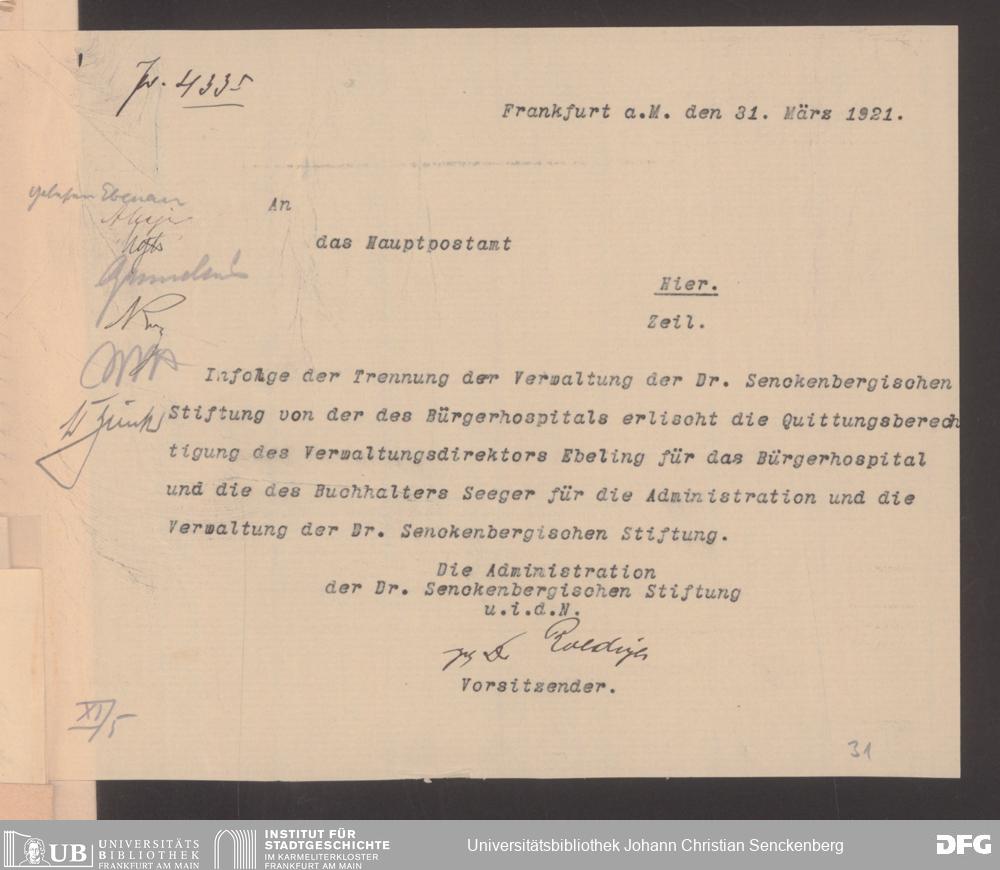 4335
Frankfurt a.M. den 31. März 1921.
gelesen Ebenau
An
das Hauptpostamt
Hier.
Zeil.
Infolge der Trennung der Verwaltung der Dr. Senckenbergischen
Stiftung von der des Bürgerhospitals erlischt die Quittungsberech
tigung des Verwaltungsdirektors Ebeling für das Bürgerhospital
und die des Buchhalters Seeger für die Administration und die
Verwaltung der Dr. Senckenbergischen Stiftung.
Die Administration
der Dr. Senckenbergischen Stiftung
u.i.d.N.
Dr Roediger
Vorsitzender.
XI/5
31
UB UNIVERSITÄTS BIBLIOTHEK FRANKFURT AM MAIN
INSTITUT FÜR STADTGESCHICHTE IM KARMELITERKLOSTER FRANKFURT AM MAIN
Universitätsbibliothek Johann Christian Senckenberg
DFG